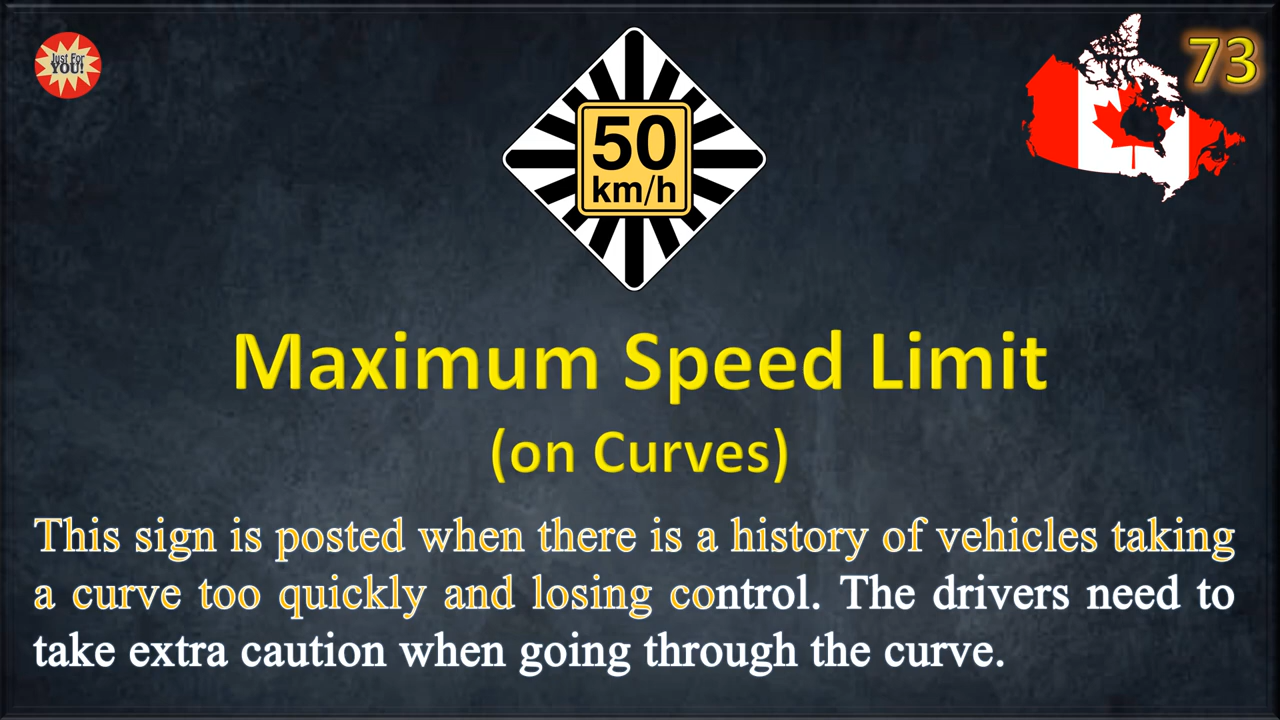 Just For
YOU!
73
50
km/h
Maximum Speed Limit
(on Curves)
This sign is posted when there is a history of vehicles taking
a curve too quickly and losing control. The drivers need to
take extra caution when going through the curve.